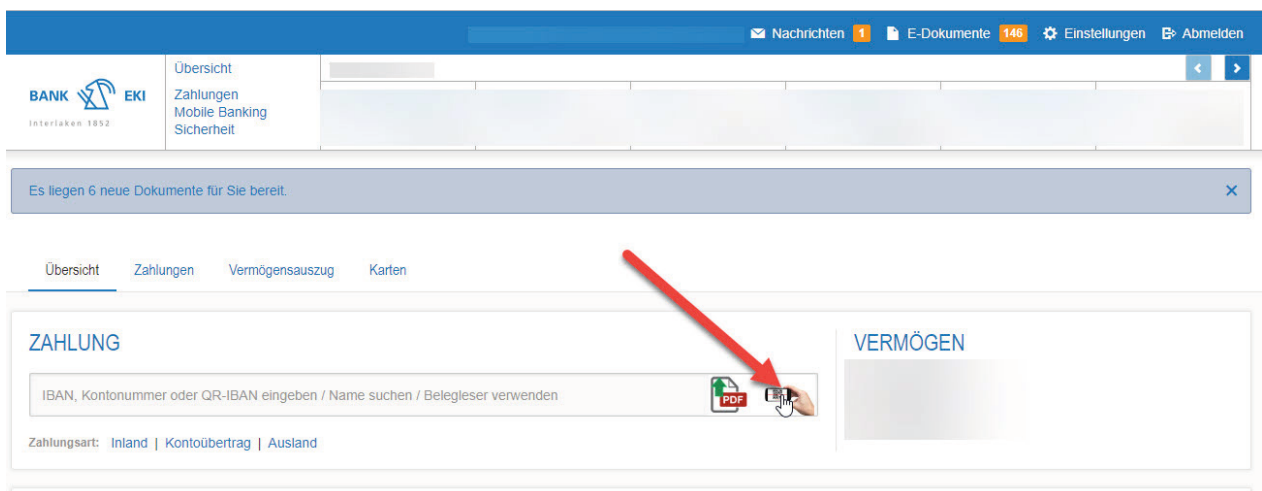 Nachrichten 1 E-Dokumente 146 Einstellungen Abmelden
BANK EKI
Interlaken 1852
Übersicht
Zahlungen
Mobile Banking
Sicherheit
Es liegen 6 neue Dokumente für Sie bereit.
Übersicht Zahlungen Vermögensauszug Karten
ZAHLUNG
IBAN, Kontonummer oder QR-IBAN eingeben / Name suchen / Belegleser verwenden
PDF
Zahlungsart: Inland | Kontoübertrag | Ausland
VERMÖGEN